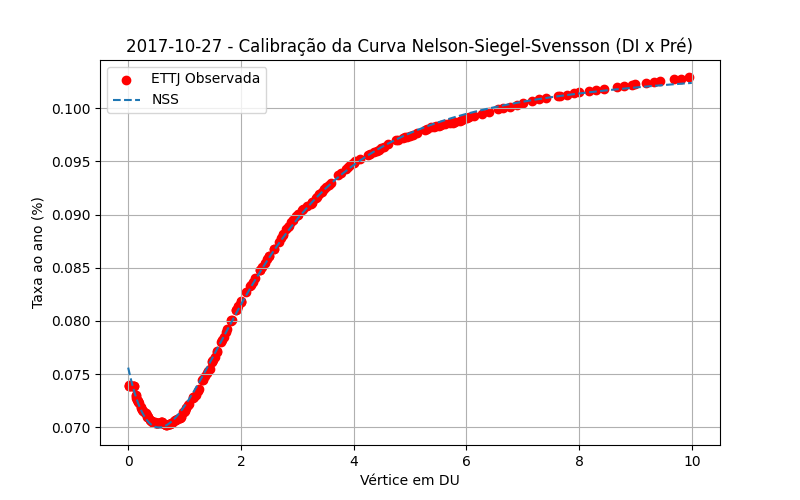 2017-10-27 - Calibração da Curva Nelson-Siegel-Svensson (DI x Pré)
ETTJ Observada
NSS
Taxa ao ano (%)
0.100
0.095
0.090
0.085
0.080
0.075
0.070
0 2 4 6 8 10
Vértice em DU